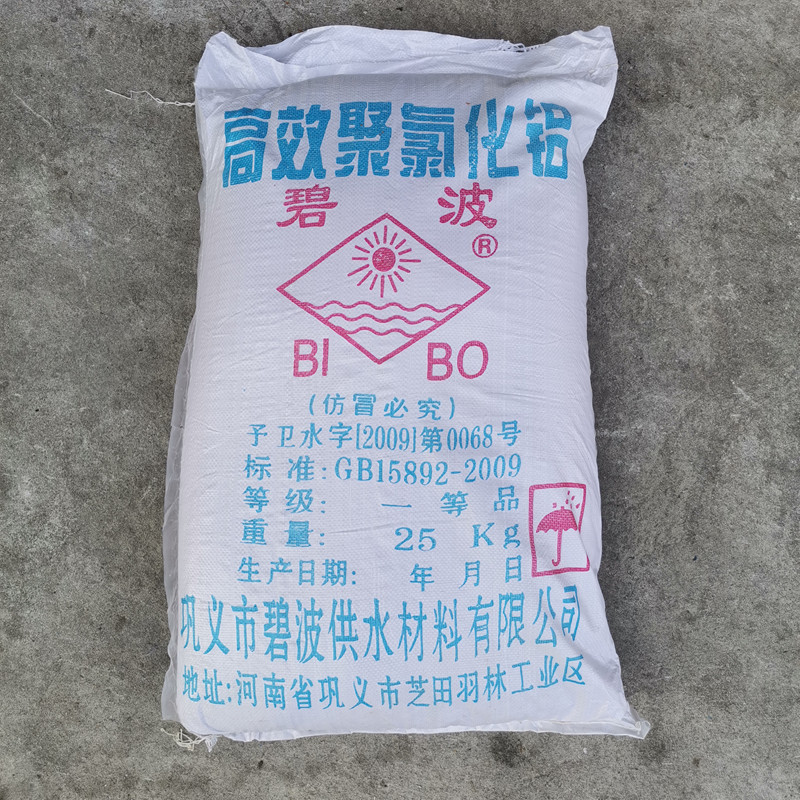 高效聚氯化铝
碧波
®
BI BO
(仿冒必究)
予卫水字[2009]第0068号
标准:GB15892-2009
等级: 一等品
重量: 25 Kg
生产日期: 年 月 日
巩义市碧波供水材料有限公司
地址:河南省巩义市芝田羽林工业区